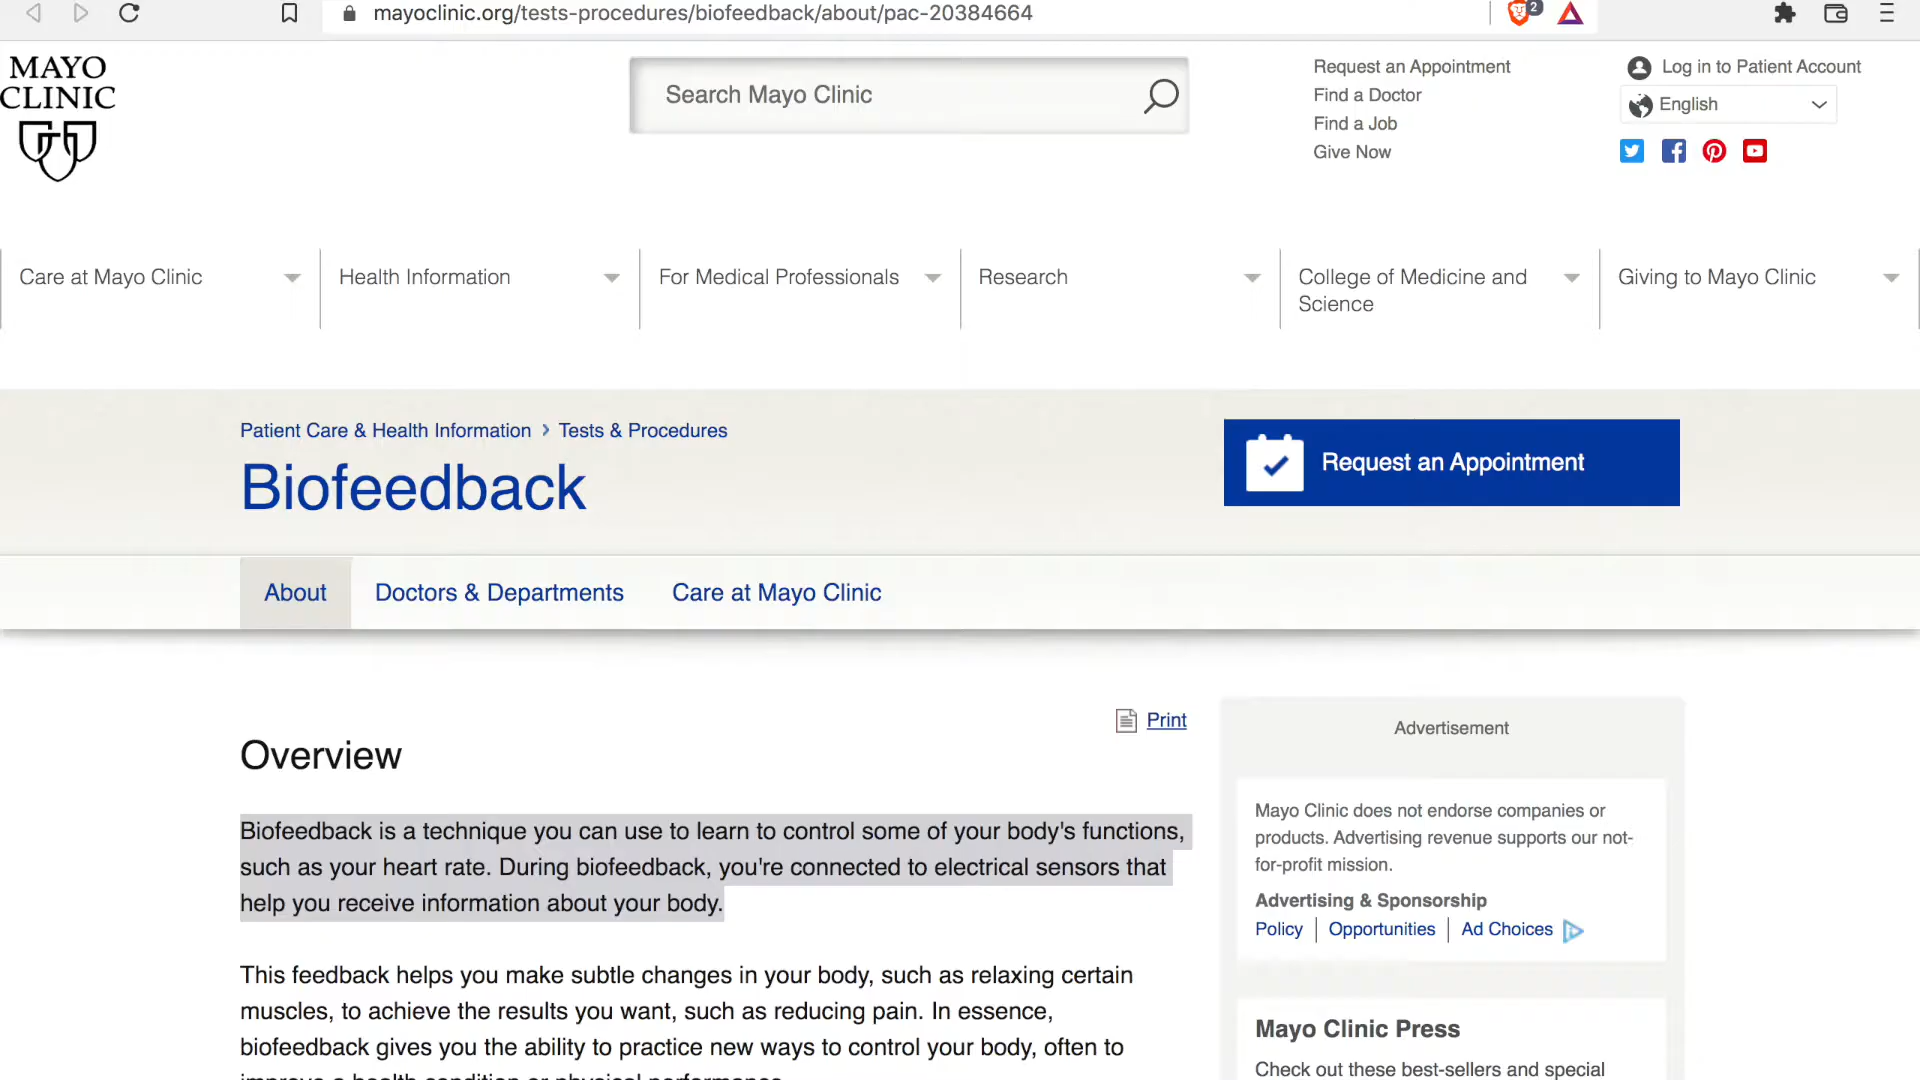 mayoclinic.org/tests-procedures/biofeedback/about/pac-20384664
2
MAYO
CLINIC
Search Mayo Clinic
Request an Appointment
Find a Doctor
Find a Job
Give Now
Log in to Patient Account
English
Care at Mayo Clinic
Health Information
For Medical Professionals
Research
College of Medicine and
Science
Giving to Mayo Clinic
Patient Care & Health Information › Tests & Procedures
Biofeedback
Request an Appointment
About
Doctors & Departments
Care at Mayo Clinic
Print
Overview
Biofeedback is a technique you can use to learn to control some of your body's functions,
such as your heart rate. During biofeedback, you're connected to electrical sensors that
help you receive information about your body.
This feedback helps you make subtle changes in your body, such as relaxing certain
muscles, to achieve the results you want, such as reducing pain. In essence,
biofeedback gives you the ability to practice new ways to control your body, often to
improve a health condition or physical performance.
Advertisement
Mayo Clinic does not endorse companies or
products. Advertising revenue supports our not-
for-profit mission.
Advertising & Sponsorship
Policy | Opportunities | Ad Choices
Mayo Clinic Press
Check out these best-sellers and special